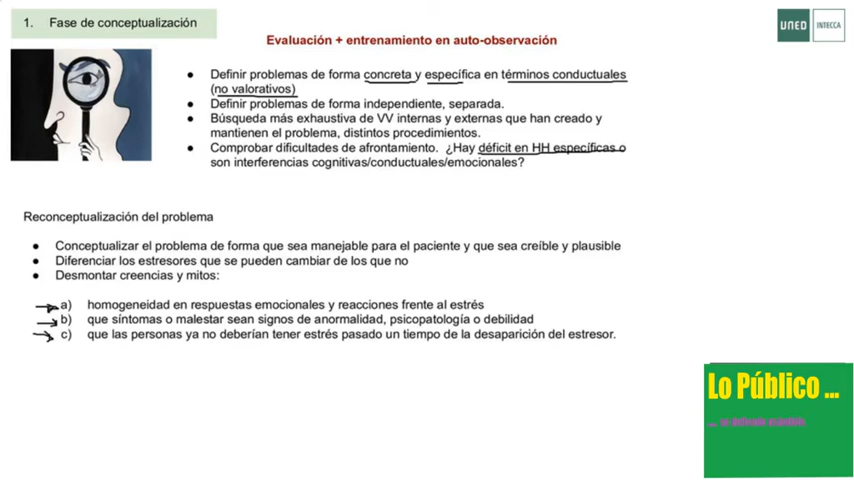 1. Fase de conceptualización
UNED
INTECCA
Evaluación + entrenamiento en auto-observación
● Definir problemas de forma concreta y específica en términos conductuales
(no valorativos)
● Definir problemas de forma independiente, separada.
● Búsqueda más exhaustiva de VV internas y externas que han creado y
mantienen el problema, distintos procedimientos.
● Comprobar dificultades de afrontamiento. ¿Hay déficit en HH específicas o
son interferencias cognitivas/conductuales/emocionales?
Reconceptualización del problema
● Conceptualizar el problema de forma que sea manejable para el paciente y que sea creíble y plausible
● Diferenciar los estresores que se pueden cambiar de los que no
● Desmontar creencias y mitos:
a) homogeneidad en respuestas emocionales y reacciones frente al estrés
b) que síntomas o malestar sean signos de anormalidad, psicopatología o debilidad
c) que las personas ya no deberían tener estrés pasado un tiempo de la desaparición del estresor.
Lo Público ...